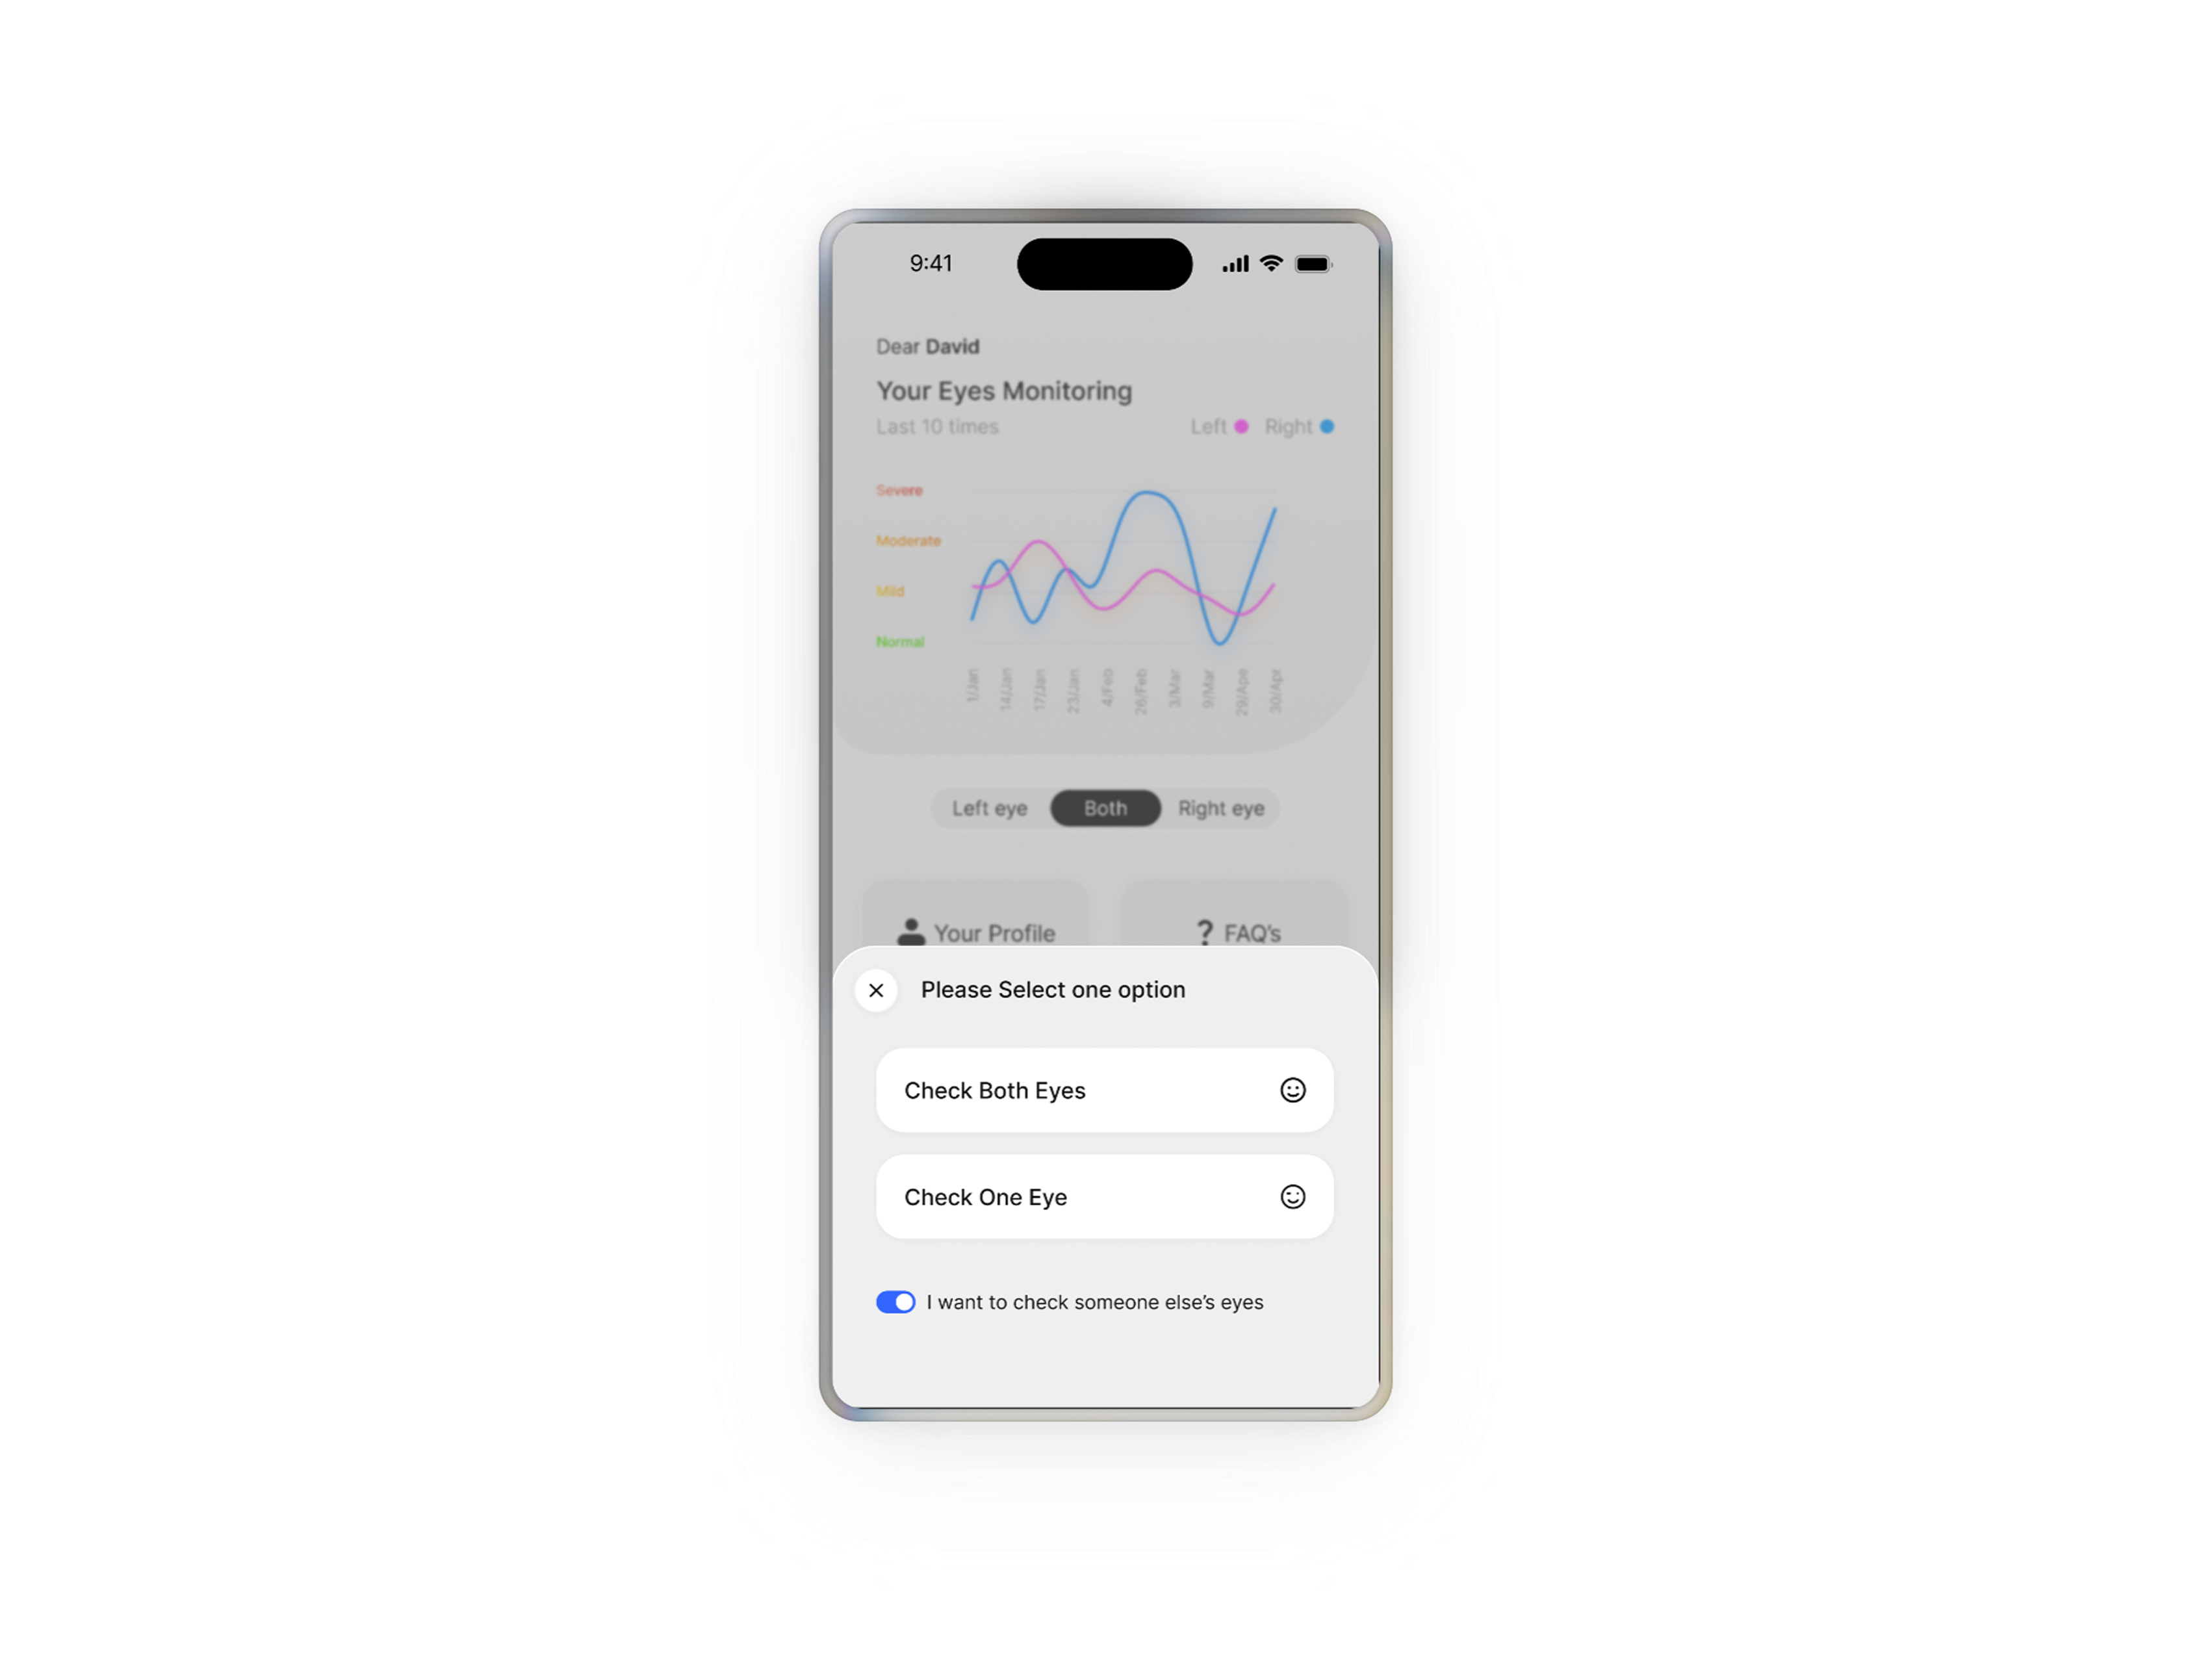 9:41
Dear David
Your Eyes Monitoring
Last 10 times
Left Right
Severe
Moderate
Mild
Normal
1/Jan 14/Jan 17/Jan 23/Jan 4/Feb 26/Feb 3/Mar 9/Mar 29/Ape 30/Apr
Left eye Both Right eye
Your Profile ? FAQ's
Please Select one option
Check Both Eyes
Check One Eye
I want to check someone else's eyes